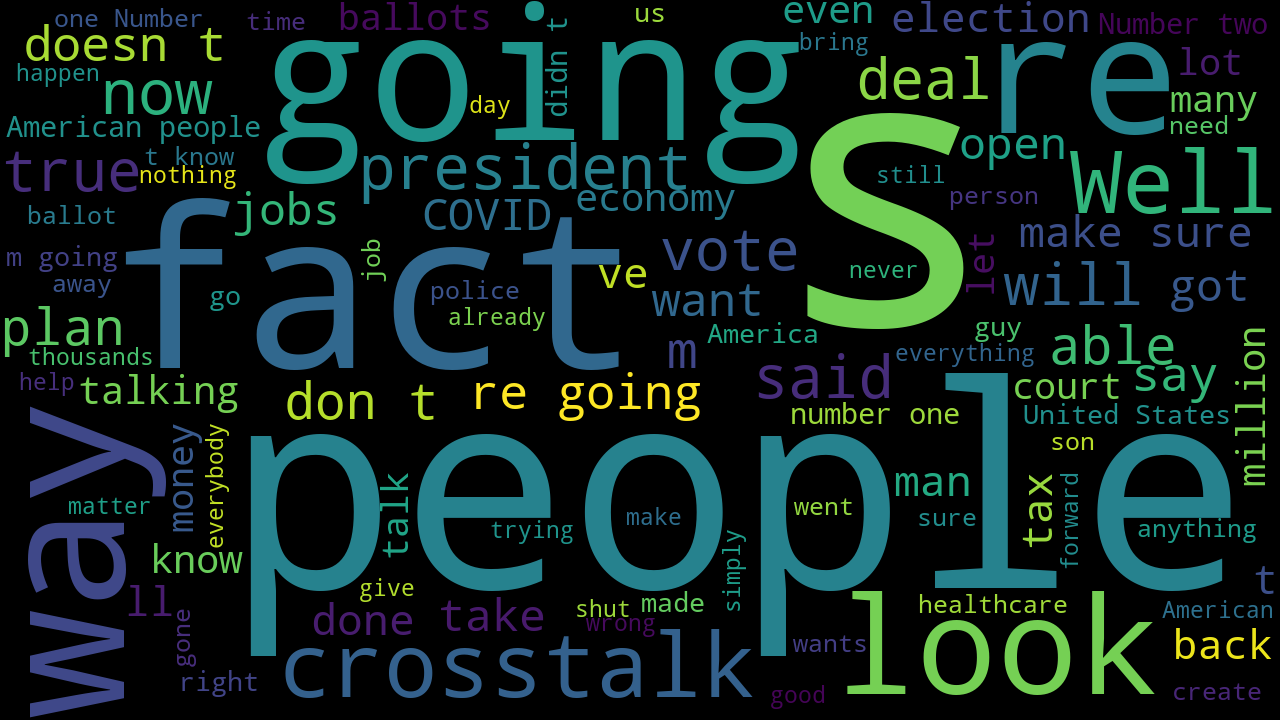 one Number
time
ballots
us
even
election
Number two
doesn t
going
didn t
bring
re
lot
happen
now
day
deal
many
need
American people
t know
nothing
true
president
open
Well
still
person
ballot
jobs
COVID
economy
S
make sure
m going
fact
job
vote
let
away
go
police
ve
want
never
will
got
plan
already
America
guy
thousands
m
everything
able
million
help
talking
don t
re going
said
court
say
number one
United States
way
money
everybody
people
son
man
tax
forward
matter
talk
trying
make
went
sure
anything
know
simply
t
ll
give
shut
made
healthcare
American
gone
done
take
wrong
look
wants
back
right
crosstalk
good
create